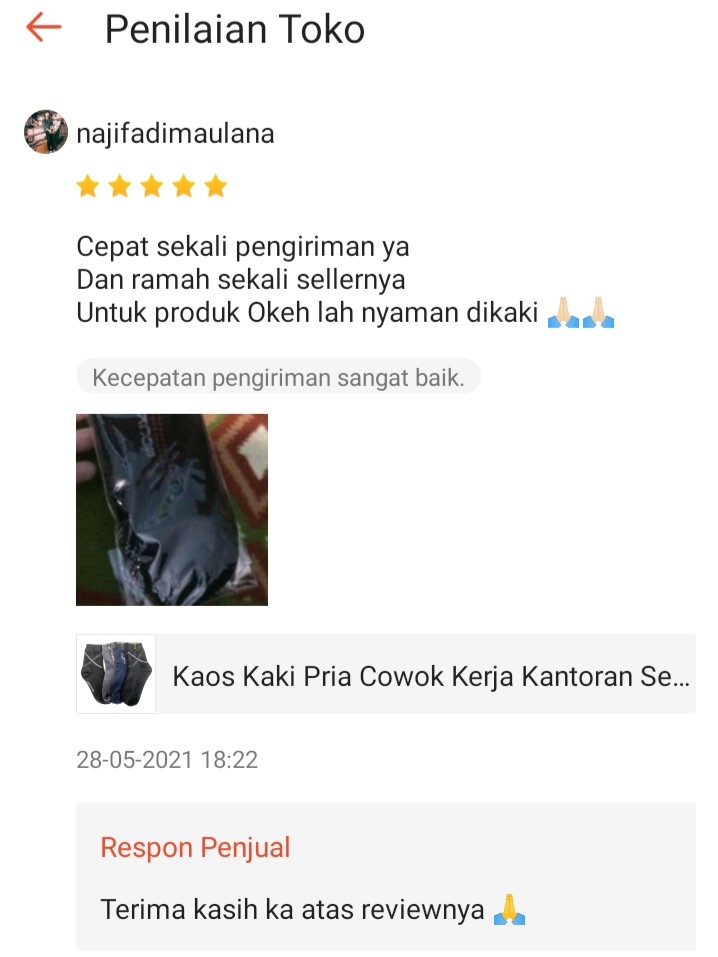 Penilaian Toko
najifadimaulana
Cepat sekali pengiriman ya
Dan ramah sekali sellernya
Untuk produk Okeh lah nyaman dikaki 🙏🏻🙏🏻
Kecepatan pengiriman sangat baik.
Kaos Kaki Pria Cowok Kerja Kantoran Se...
28-05-2021 18:22
Respon Penjual
Terima kasih ka atas reviewnya 🙏